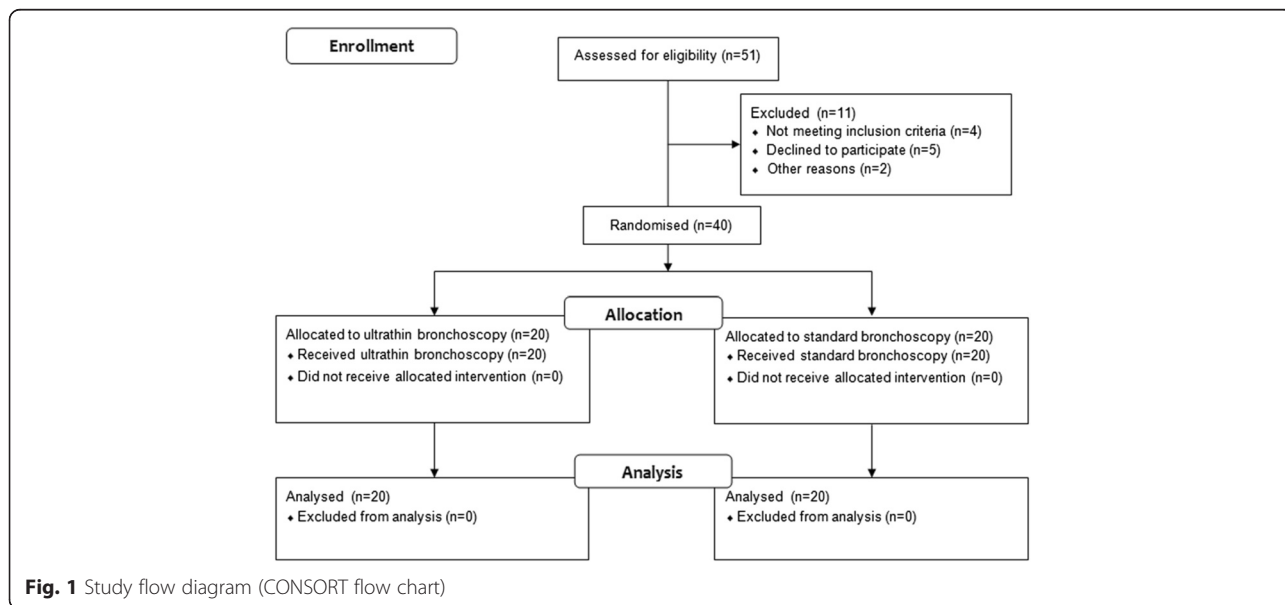 Enrollment
Assessed for eligibility (n=51)
Excluded (n=11)
⬥ Not meeting inclusion criteria (n=4)
⬥ Declined to participate (n=5)
⬥ Other reasons (n=2)
Randomised (n=40)
Allocation
Allocated to ultrathin bronchoscopy (n=20)
⬥ Received ultrathin bronchoscopy (n=20)
⬥ Did not receive allocated intervention (n=0)
Allocated to standard bronchoscopy (n=20)
⬥ Received standard bronchoscopy (n=20)
⬥ Did not receive allocated intervention (n=0)
Analysis
Analysed (n=20)
⬥ Excluded from analysis (n=0)
Analysed (n=20)
⬥ Excluded from analysis (n=0)
Fig. 1 Study flow diagram (CONSORT flow chart)